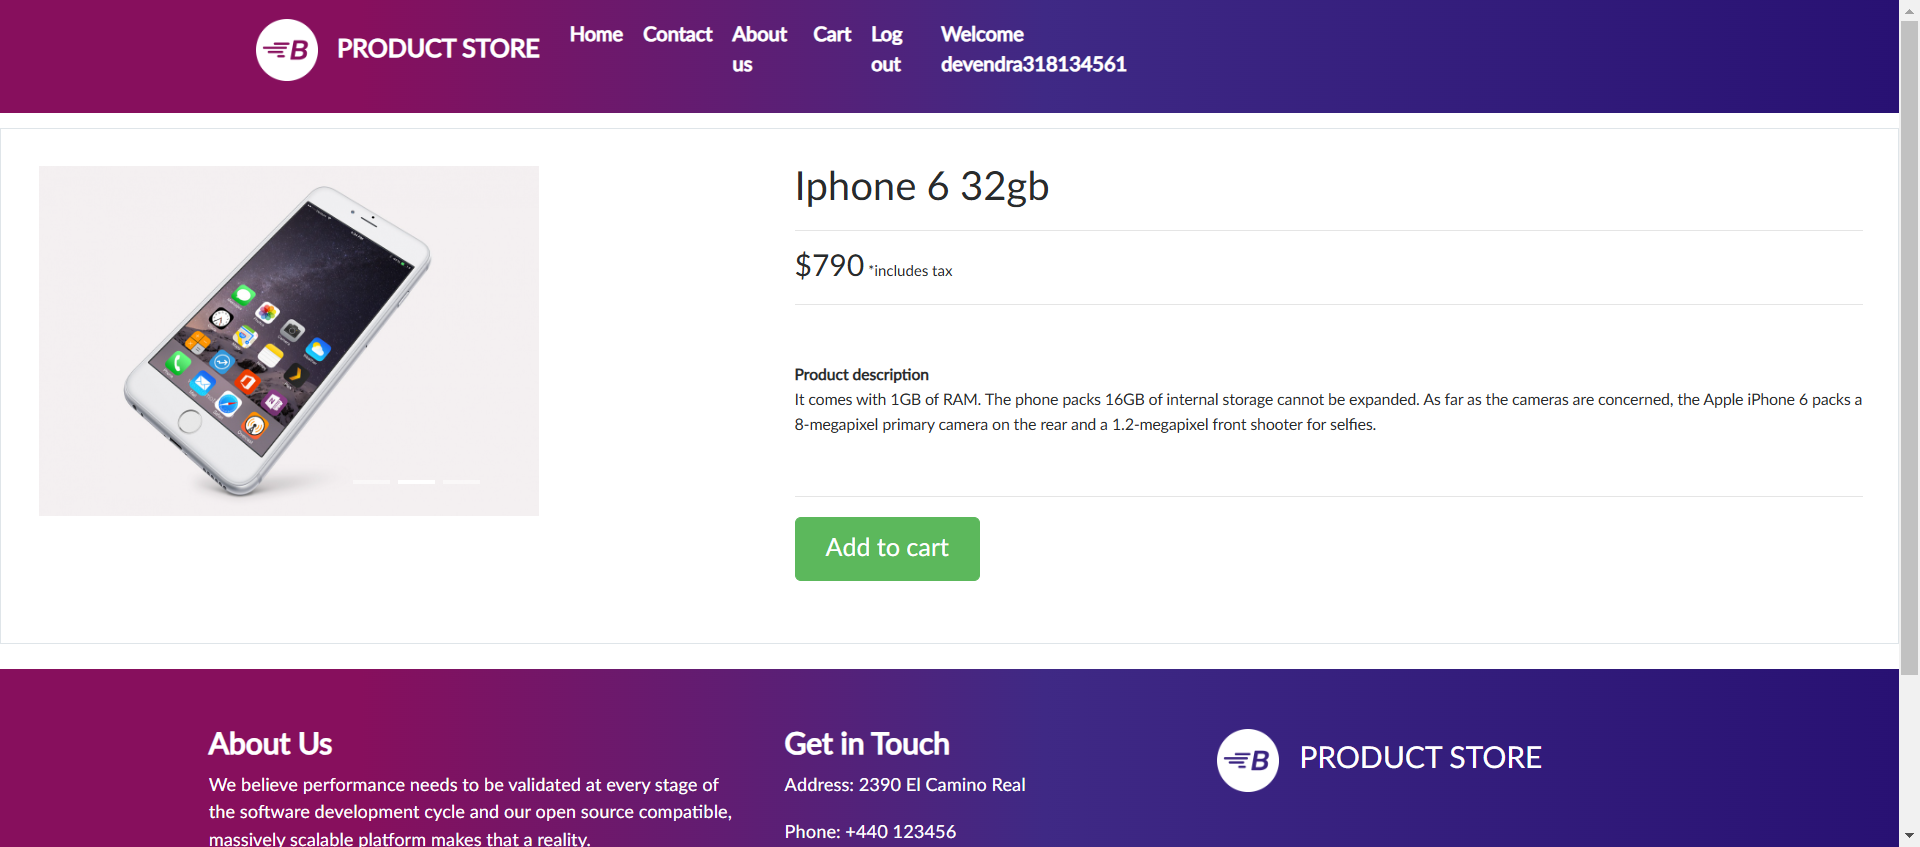 B PRODUCT STORE
Home
Contact
About us
Cart
Log out
Welcome devendra318134561
Iphone 6 32gb
$790 *includes tax
Product description
It comes with 1GB of RAM. The phone packs 16GB of internal storage cannot be expanded. As far as the cameras are concerned, the Apple iPhone 6 packs a
8-megapixel primary camera on the rear and a 1.2-megapixel front shooter for selfies.
Add to cart
About Us
We believe performance needs to be validated at every stage of
the software development cycle and our open source compatible,
massively scalable platform makes that a reality.
Get in Touch
Address: 2390 El Camino Real
Phone: +440 123456
B PRODUCT STORE